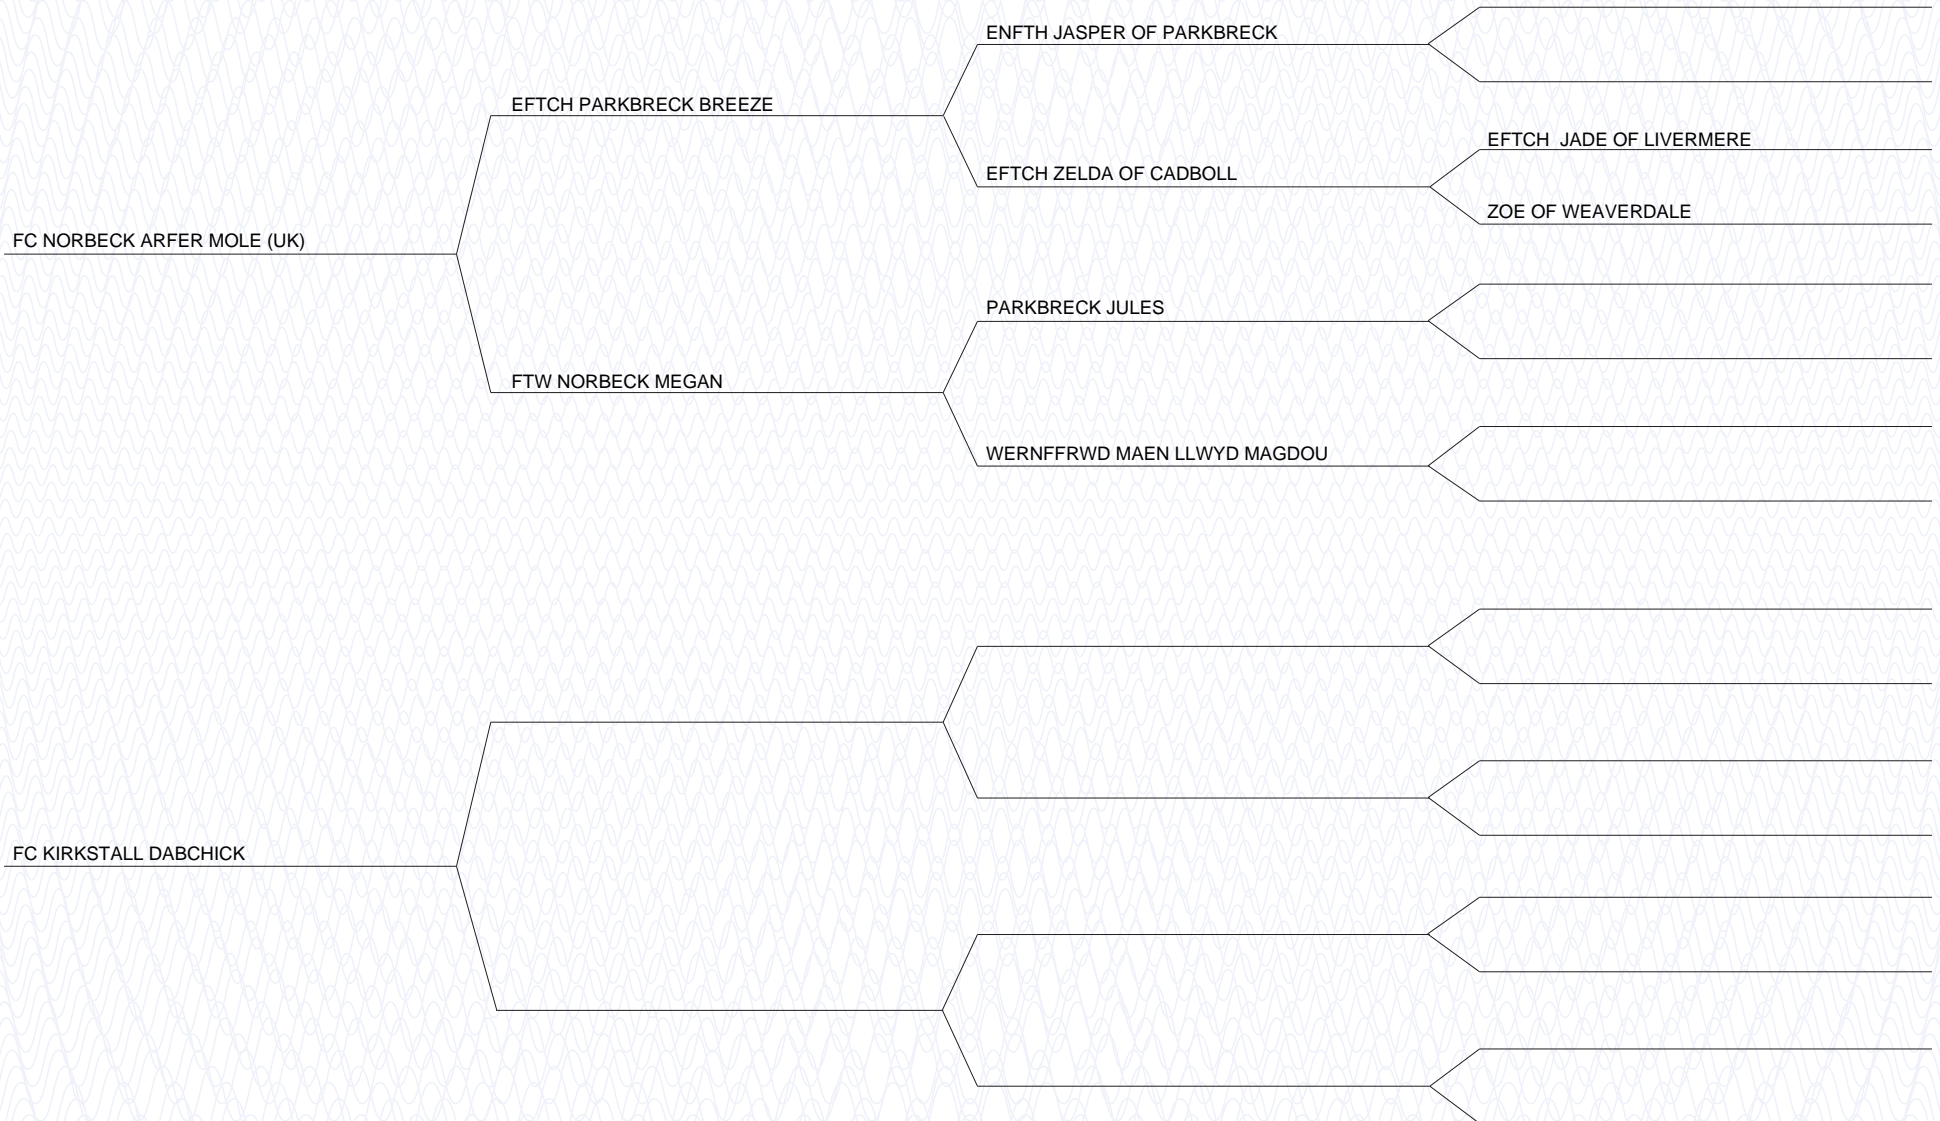 ENFTH JASPER OF PARKBRECK
EFTCH PARKBRECK BREEZE
EFTCH  JADE OF LIVERMERE
EFTCH ZELDA OF CADBOLL
ZOE OF WEAVERDALE
FC NORBECK ARFER MOLE (UK)
PARKBRECK JULES
FTW NORBECK MEGAN
WERNFFRWD MAEN LLWYD MAGDOU
FC KIRKSTALL DABCHICK